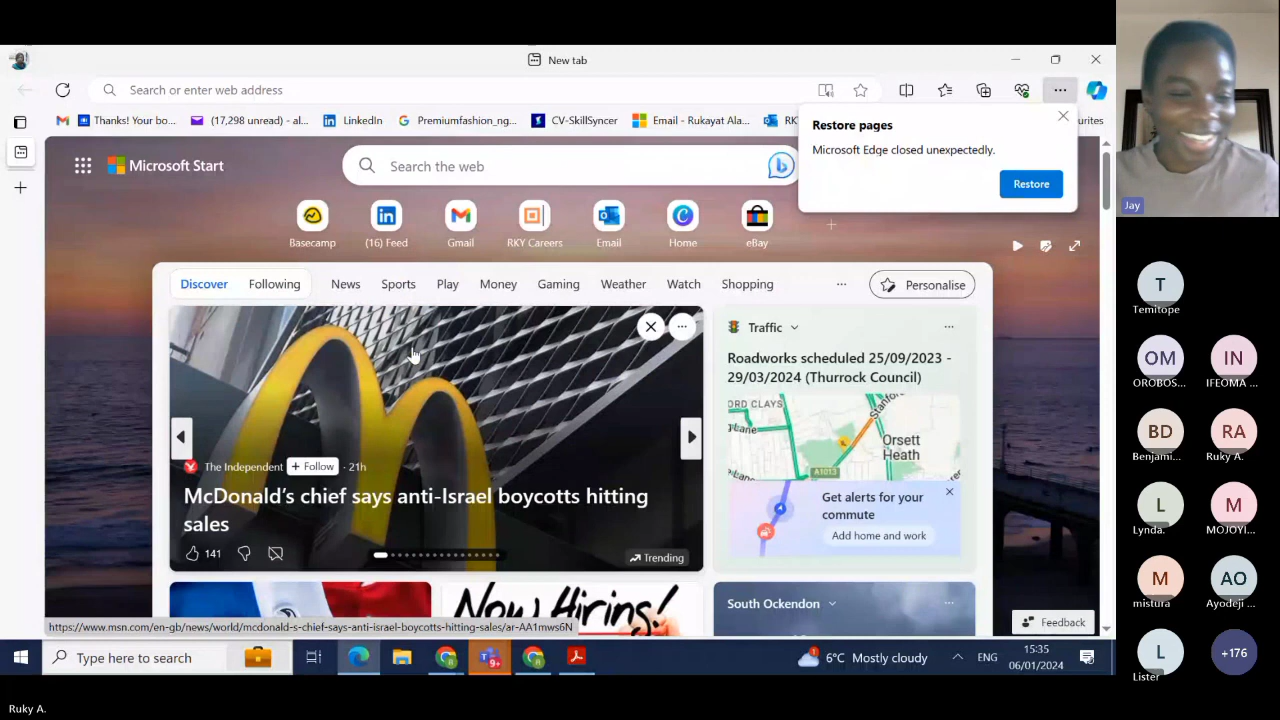 New tab
Search or enter web address
Thanks! Your bo...
(17,298 unread) - al...
LinkedIn
Premiumfashion_ng...
CV-SkillSyncer
Email - Rukayat Ala...
RK
ourites
Restore pages
Microsoft Edge closed unexpectedly.
Restore
Microsoft Start
Search the web
Basecamp
(16) Feed
Gmail
RKY Careers
Email
Home
eBay
Discover
Following
News
Sports
Play
Money
Gaming
Weather
Watch
Shopping
Personalise
The Independent
+ Follow
· 21h
McDonald's chief says anti-Israel boycotts hitting
sales
141
Trending
Traffic
Roadworks scheduled 25/09/2023 -
29/03/2024 (Thurrock Council)
ORD CLAYS
Stanfo
Orsett
Heath
A1013
Get alerts for your
commute
Add home and work
Now Hiring!
South Ockendon
Feedback
https://www.msn.com/en-gb/news/world/mcdonald-s-chief-says-anti-israel-boycotts-hitting-sales/ar-AA1mws6N
Type here to search
9+
6°C Mostly cloudy
ENG
15:35
06/01/2024
Ruky A.
Jay
T
Temitope
OM
OROBOS...
IN
IFEOMA ...
BD
Benjami...
RA
Ruky A.
L
Lynda.
M
MOJOYI...
M
mistura
AO
Ayodeji ...
L
Lister
+176